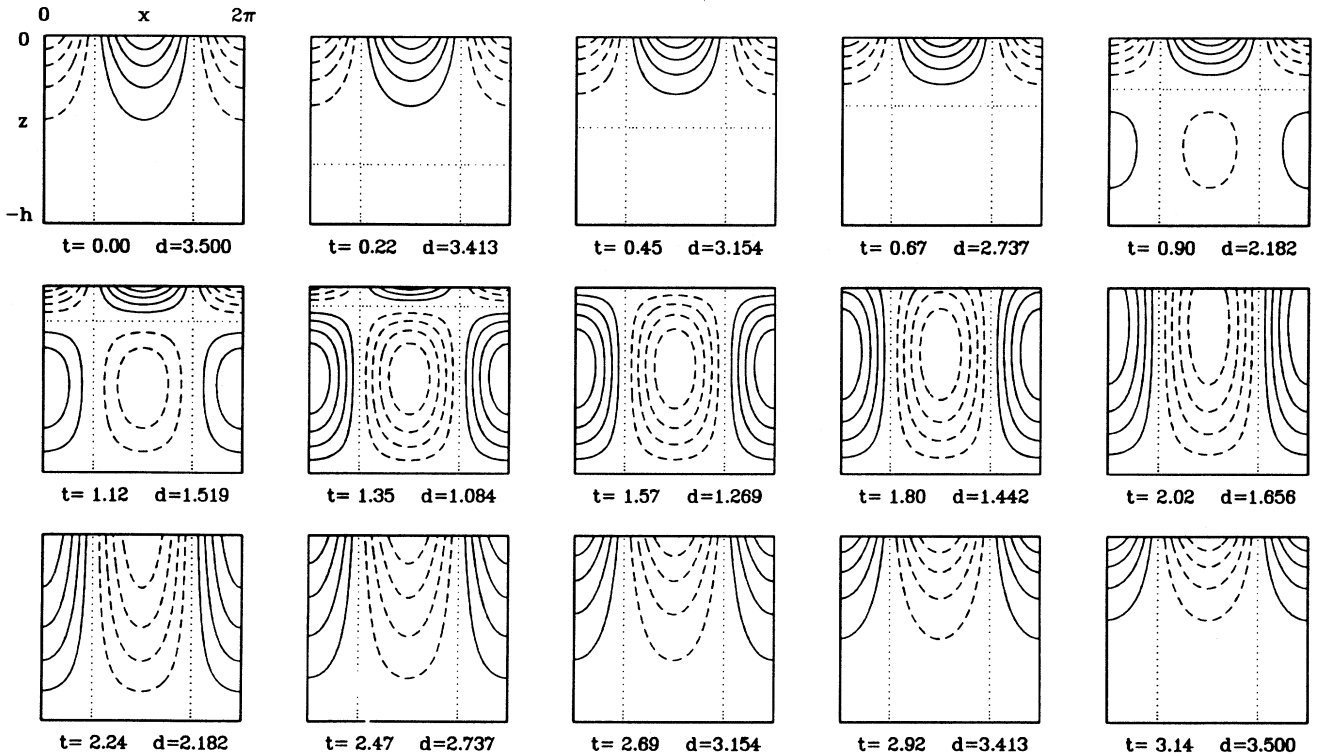 0 x 2π
0
z
-h
t= 0.00 d=3.500
t= 0.22 d=3.413
t= 0.45 d=3.154
t= 0.67 d=2.737
t= 0.90 d=2.182
t= 1.12 d=1.519
t= 1.35 d=1.084
t= 1.57 d=1.269
t= 1.80 d=1.442
t= 2.02 d=1.656
t= 2.24 d=2.182
t= 2.47 d=2.737
t= 2.69 d=3.154
t= 2.92 d=3.413
t= 3.14 d=3.500